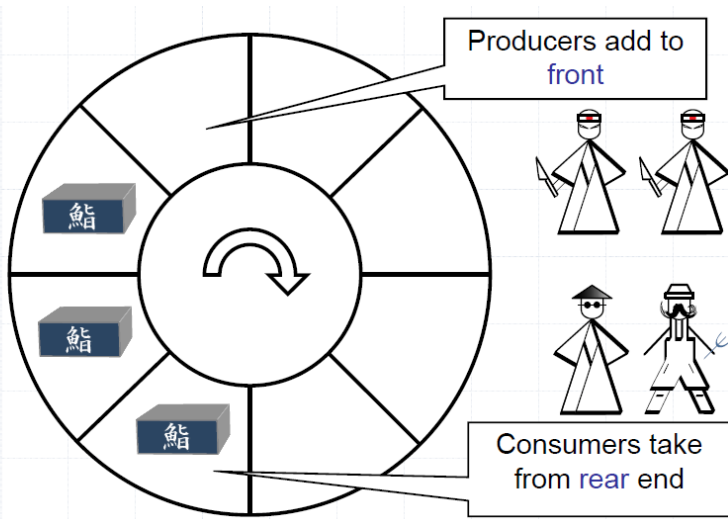 Producers add to
front
鮨
鮨
鮨
Consumers take
from rear end